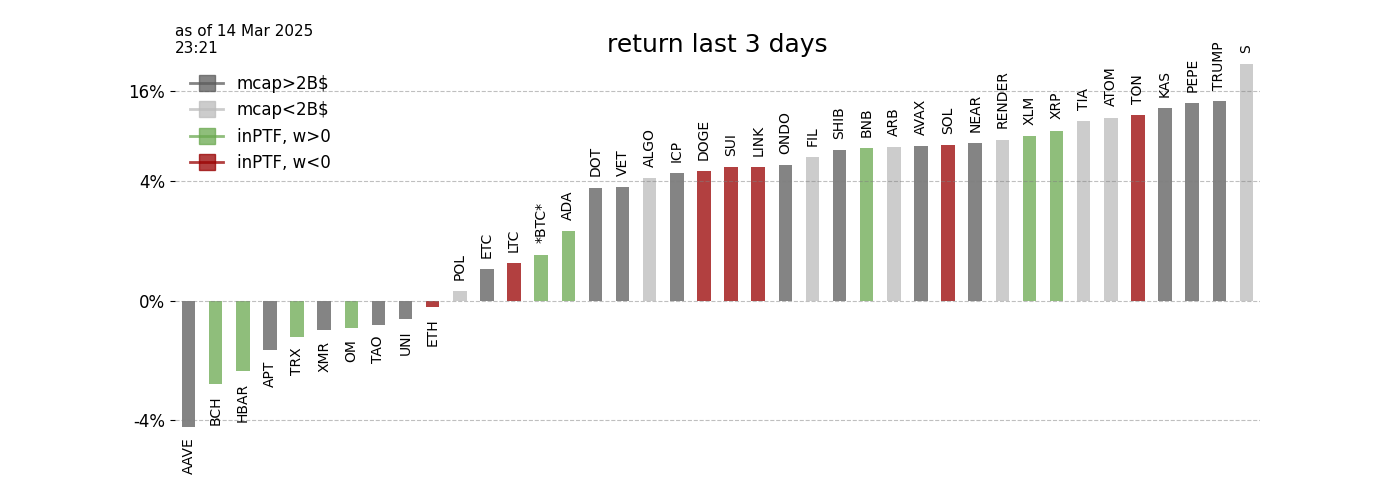 as of 14 Mar 2025
23:21
return last 3 days
mcap>2B$
mcap<2B$
inPTF, w>0
inPTF, w<0
16%
4%
0%
-4%
AAVE
BCH
HBAR
APT
TRX
XMR
OM
TAO
UNI
ETH
POL
ETC
LTC
*BTC*
ADA
DOT
VET
ALGO
ICP
DOGE
SUI
LINK
ONDO
FIL
SHIB
BNB
ARB
AVAX
SOL
NEAR
RENDER
XLM
XRP
TIA
ATOM
TON
KAS
PEPE
TRUMP
S